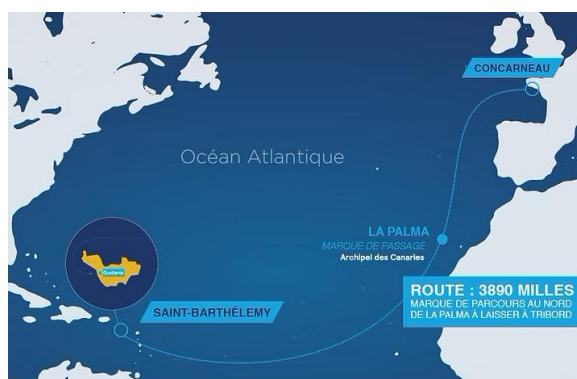 CONCARNEAU
Océan Atlantique
LA PALMA
MARQUE DE PASSAGE
Archipel des Canaries
ROUTE : 3890 MILLES
MARQUE DE PARCOURS AU NORD
DE LA PALMA À LAISSER À TRIBORD
Gustavia
SAINT-BARTHÉLEMY